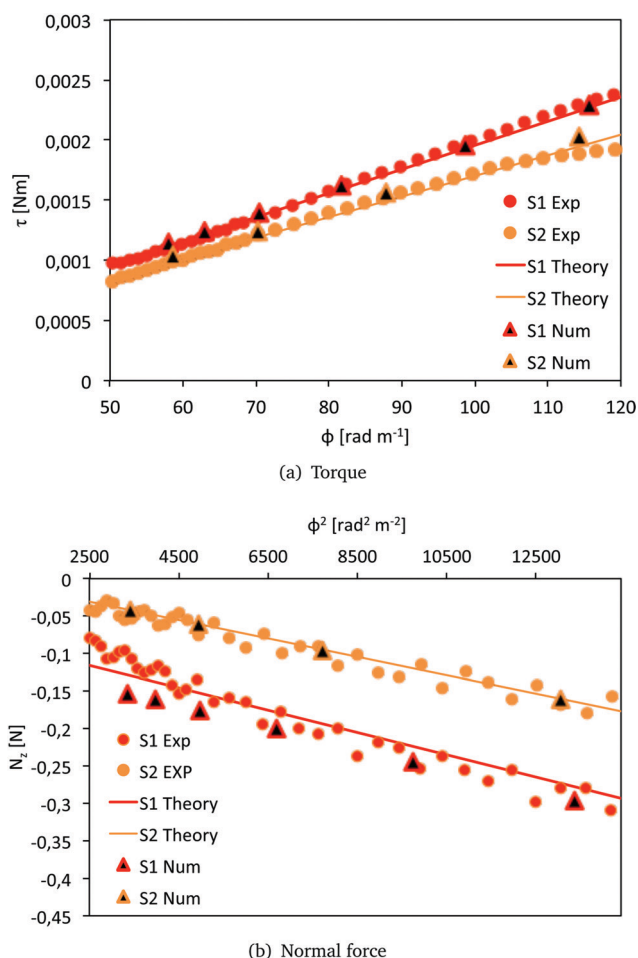 0,003
0,0025
0,002
0,0015
0,001
0,0005
0
τ [Nm]
S1 Exp
S2 Exp
S1 Theory
S2 Theory
S1 Num
S2 Num
50 60 70 80 90 100 110 120
ϕ [rad m⁻¹]
(a) Torque
ϕ² [rad² m⁻²]
2500 4500 6500 8500 10500 12500
0
-0,05
-0,1
-0,15
-0,2
-0,25
-0,3
-0,35
-0,4
-0,45
N_z [N]
S1 Exp
S2 EXP
S1 Theory
S2 Theory
S1 Num
S2 Num
(b) Normal force